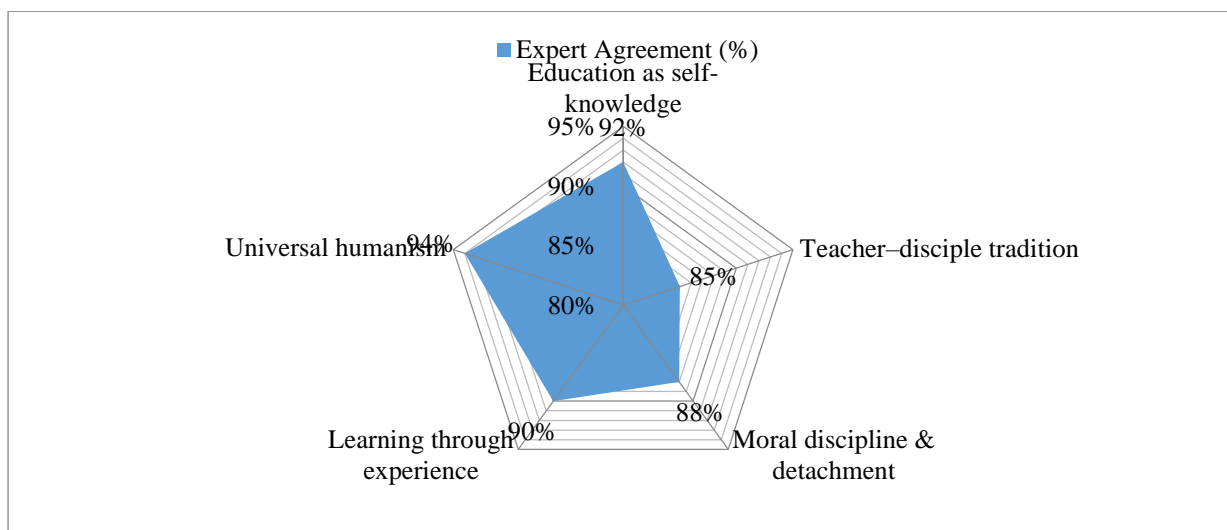 Expert Agreement (%)
Education as self-
knowledge
95%
92%
90%
85%
80%
Universal humanism
94%
Teacher–disciple tradition
85%
Learning through
experience
90%
88%
Moral discipline &
detachment